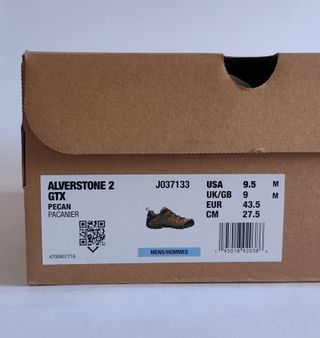 ALVERSTONE 2
GTX
PECAN
PACANIER
J037133
USA 9.5 M
UK/GB 9 M
EUR 43.5
CM 27.5
MENS/HOMMES
4700607716